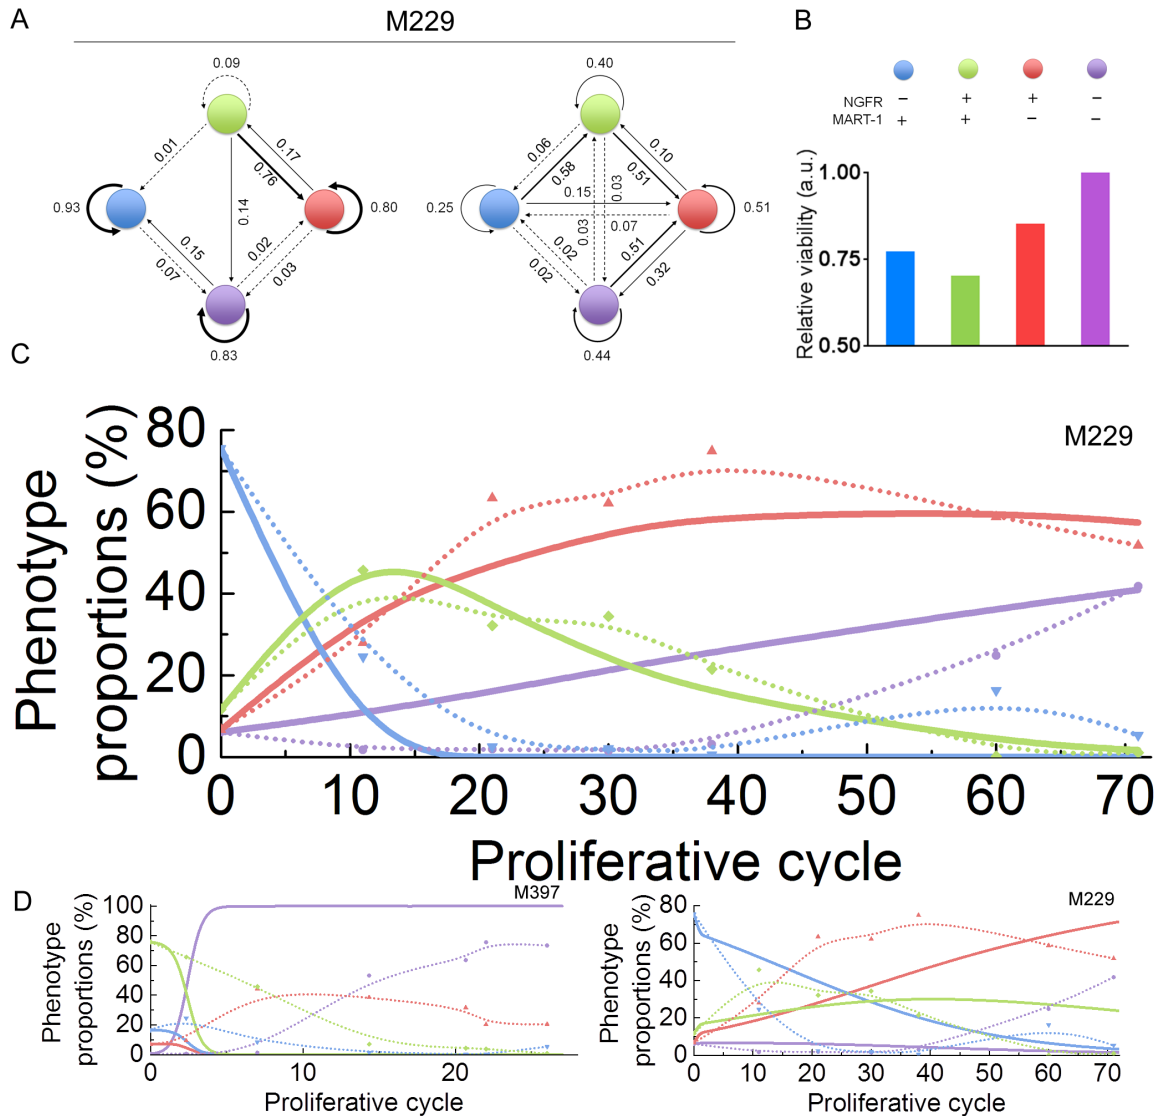 A
M229
B
0.09
0.01
0.17
0.76
0.93
0.80
0.14
0.15
0.07
0.02
0.03
0.83
0.40
0.06
0.58
0.10
0.51
0.15
0.03
0.25
0.51
0.03
0.07
0.02
0.02
0.51
0.32
0.44
NGFR − + + −
MART-1 + + − −
Relative viability (a.u.)
1.00
0.75
0.50
C
M229
Phenotype
proportions (%)
80
60
40
20
0
0 10 20 30 40 50 60 70
Proliferative cycle
D
M397
Phenotype
proportions (%)
100
80
60
40
20
0
0 10 20
Proliferative cycle
M229
Phenotype
proportions (%)
80
60
40
20
0
0 10 20 30 40 50 60 70
Proliferative cycle